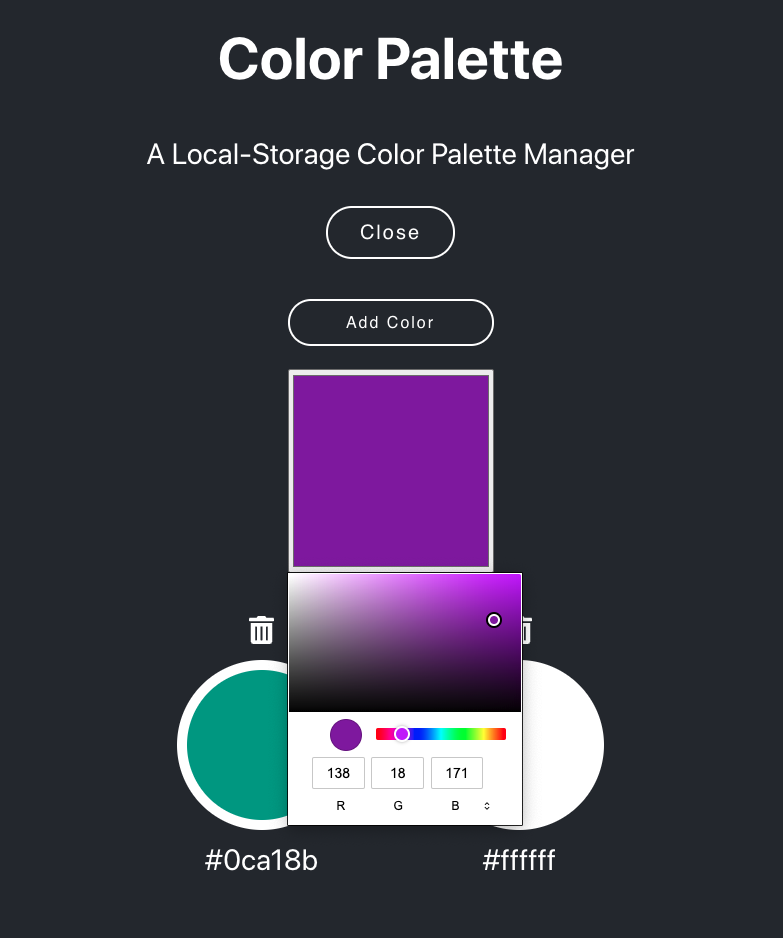 Color Palette
A Local-Storage Color Palette Manager
Close
Add Color
138 18 171
R G B
#0ca18b #ffffff